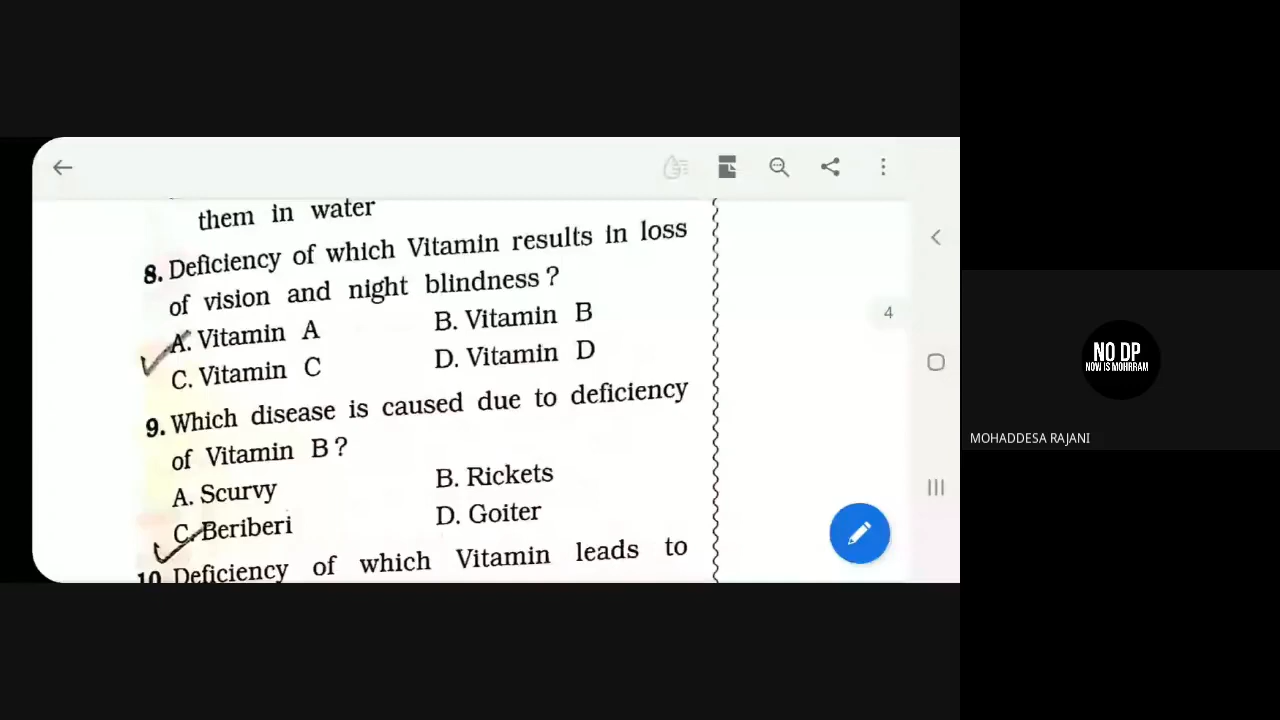 them in water
8. Deficiency of which Vitamin results in loss
of vision and night blindness ?
A. Vitamin A B. Vitamin B
C. Vitamin C D. Vitamin D
9. Which disease is caused due to deficiency
of Vitamin B ?
A. Scurvy B. Rickets
C. Beriberi D. Goiter
10. Deficiency of which Vitamin leads to
4
NO DP
NOW IS MOHRRAM
MOHADDESA RAJANI